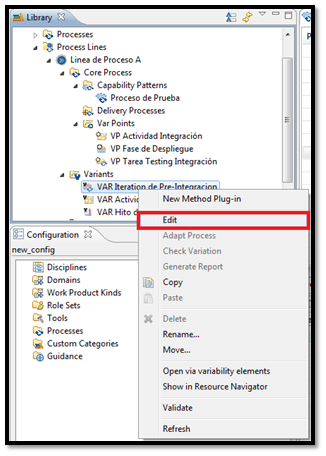 Library
Processes
Process Lines
Linea de Proceso A
Core Process
Capability Patterns
Proceso de Prueba
Delivery Processes
Var Points
VP Actividad Integración
VP Fase de Despliegue
VP Tarea Testing Integración
Variants
VAR Iteration de Pre-Integracion
VAR Activi
VAR Hito d
New Method Plug-in
Edit
Adapt Process
Check Variation
Generate Report
Copy
Paste
Delete
Rename...
Move...
Open via variability elements
Show in Resource Navigator
Validate
Refresh
Configuration
new_config
Disciplines
Domains
Work Product Kinds
Role Sets
Tools
Processes
Custom Categories
Guidance